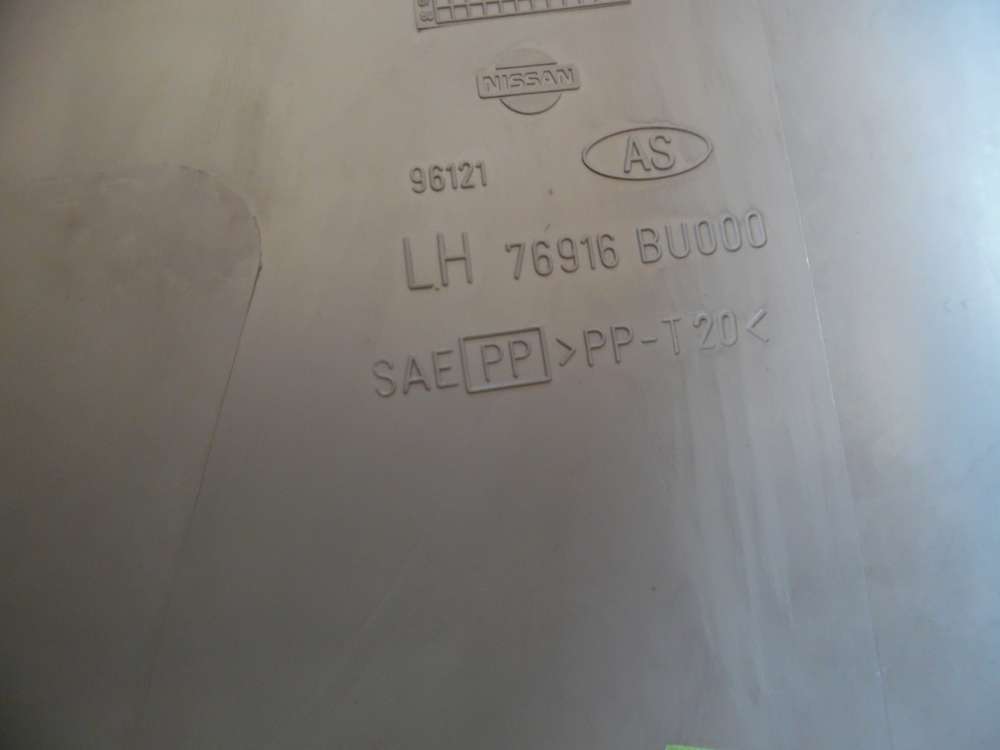 NISSAN
AS
96121
LH 76916 BU000
SAE PP >PP-T20<